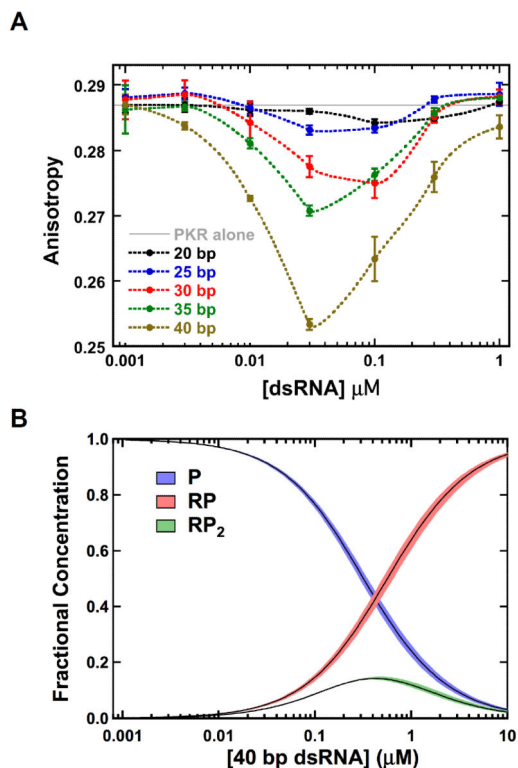 A
0.29
0.28
0.27
0.26
0.25
Anisotropy
PKR alone
20 bp
25 bp
30 bp
35 bp
40 bp
0.001 0.01 0.1 1
[dsRNA] μM
B
1.0
0.8
0.6
0.4
0.2
0.0
Fractional Concentration
P
RP
RP₂
0.001 0.01 0.1 1 10
[40 bp dsRNA] (μM)